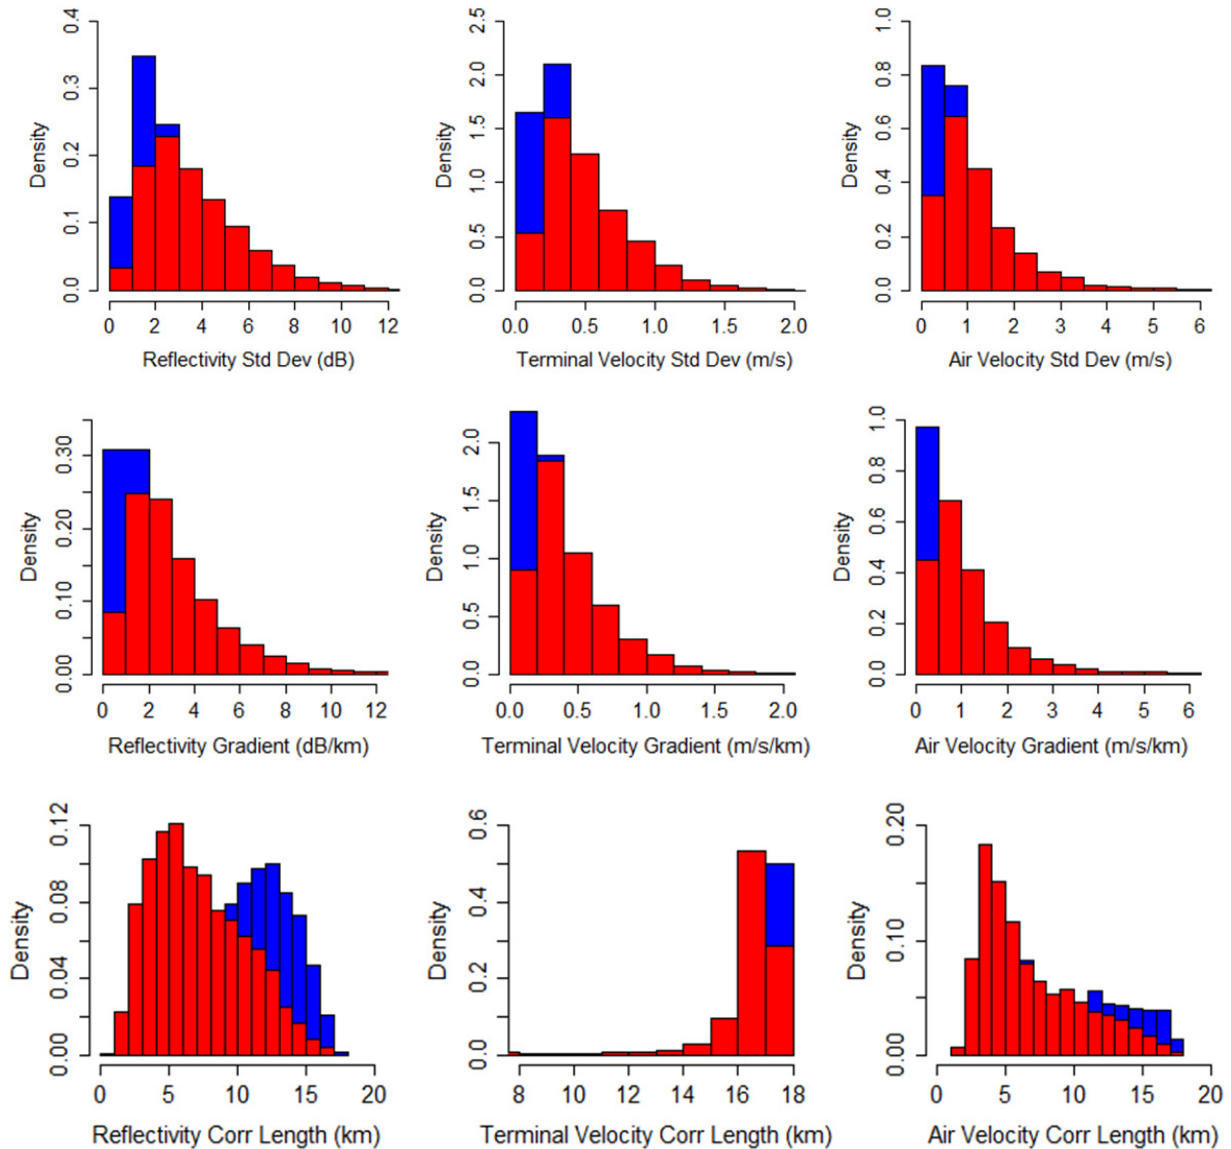 0.0 0.1 0.2 0.3 0.4
Density
0 2 4 6 8 10 12
Reflectivity Std Dev (dB)
0.0 0.5 1.0 1.5 2.0 2.5
Density
0.0 0.5 1.0 1.5 2.0
Terminal Velocity Std Dev (m/s)
0.0 0.2 0.4 0.6 0.8 1.0
Density
0 1 2 3 4 5 6
Air Velocity Std Dev (m/s)
0.00 0.10 0.20 0.30
Density
0 2 4 6 8 10 12
Reflectivity Gradient (dB/km)
0.0 0.5 1.0 1.5 2.0
Density
0.0 0.5 1.0 1.5 2.0
Terminal Velocity Gradient (m/s/km)
0.0 0.2 0.4 0.6 0.8 1.0
Density
0 1 2 3 4 5 6
Air Velocity Gradient (m/s/km)
0.00 0.04 0.08 0.12
Density
0 5 10 15 20
Reflectivity Corr Length (km)
0.0 0.2 0.4 0.6
Density
8 10 12 14 16 18
Terminal Velocity Corr Length (km)
0.00 0.10 0.20
Density
0 5 10 15 20
Air Velocity Corr Length (km)